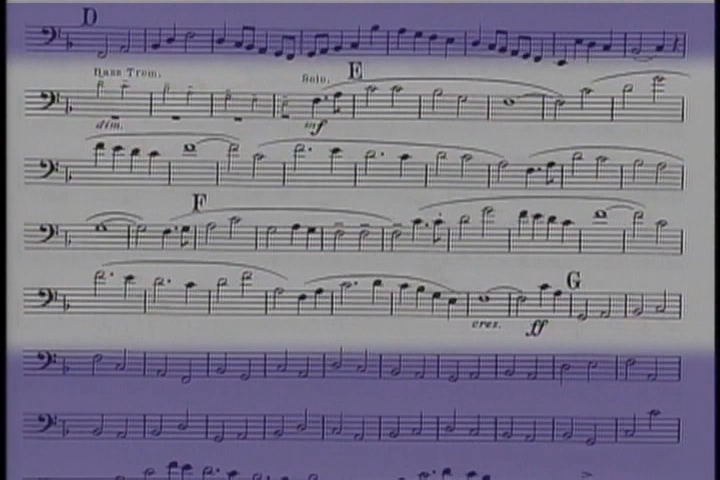 D
Bass Trom. Solo. E
dim. mf
F
G
cres. ff